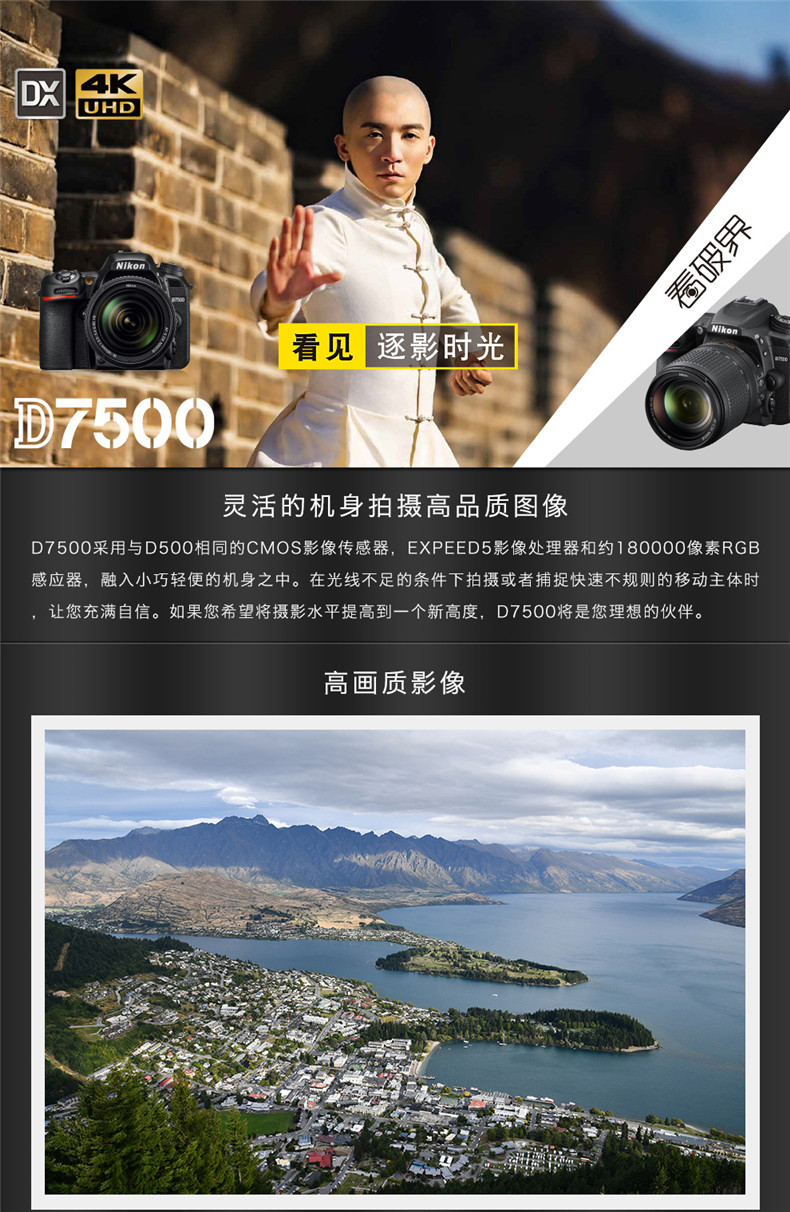 DX
4K
UHD
看破界
Nikon
D7500
Nikon
D7500
看见 逐影时光
D7500
灵活的机身拍摄高品质图像
D7500采用与D500相同的CMOS影像传感器，EXPEED5影像处理器和约180000像素RGB
感应器，融入小巧轻便的机身之中。在光线不足的条件下拍摄或者捕捉快速不规则的移动主体时
，让您充满自信。如果您希望将摄影水平提高到一个新高度，D7500将是您理想的伙伴。
高画质影像